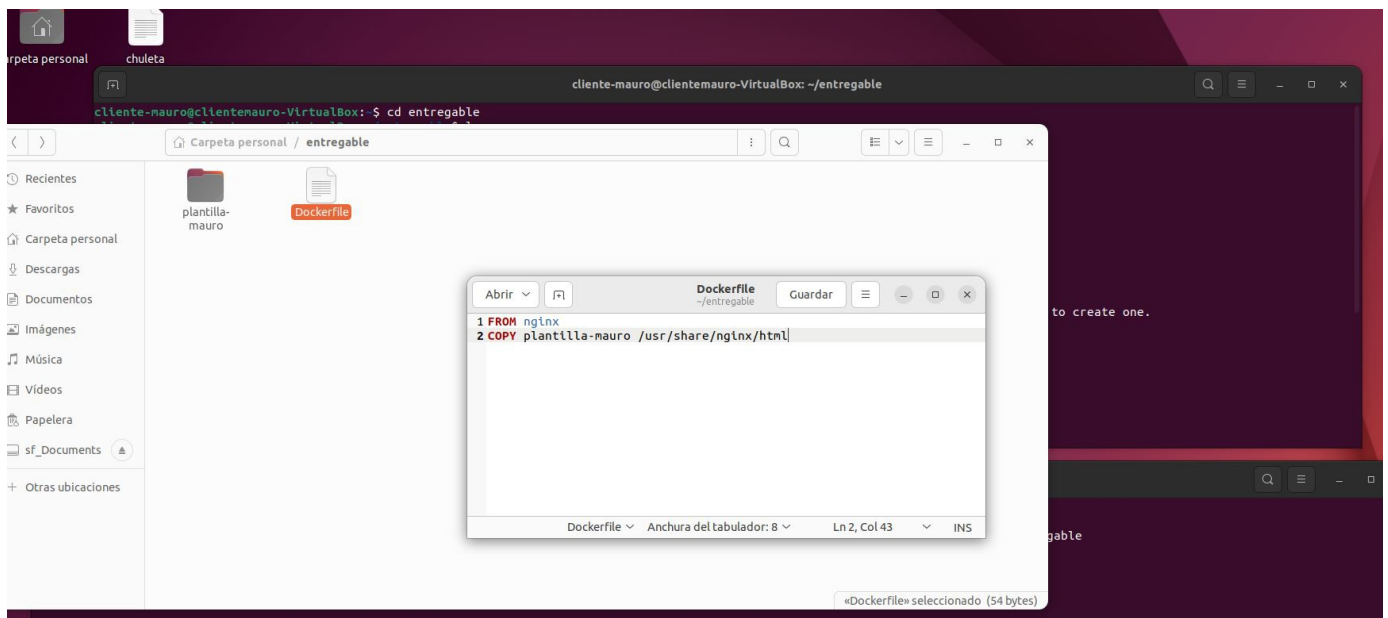 arpeta personal
chuleta
cliente-mauro@clientemauro-VirtualBox: ~/entregable
cliente-mauro@clientemauro-VirtualBox:~$ cd entregable
Carpeta personal / entregable
Recientes
Favoritos
Carpeta personal
Descargas
Documentos
Imágenes
Música
Vídeos
Papelera
sf_Documents
+ Otras ubicaciones
plantilla-
mauro
Dockerfile
Abrir
Dockerfile
~/entregable
Guardar
1 FROM nginx
2 COPY plantilla-mauro /usr/share/nginx/html
Dockerfile Anchura del tabulador: 8 Ln 2, Col 43 INS
to create one.
gable
«Dockerfile» seleccionado (54 bytes)